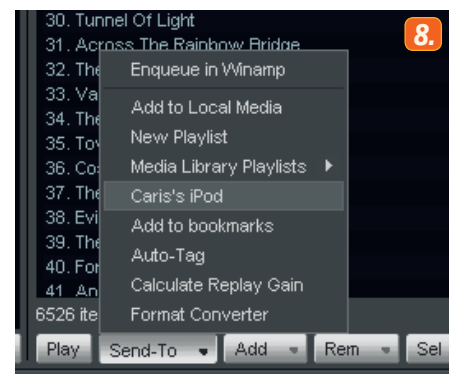 30. Tunnel Of Light
8.
31. Across The Rainbow Bridge
Enqueue in Winamp
32. The
33. Va
Add to Local Media
34. The
New Playlist
35. Tov
Media Library Playlists
36. Co
37. The
Caris's iPod
38. Evi
Add to bookmarks
39. The
Auto-Tag
40. For
Calculate Replay Gain
41. An
Format Converter
6526 ite
Play Send-To Add Rem Sel